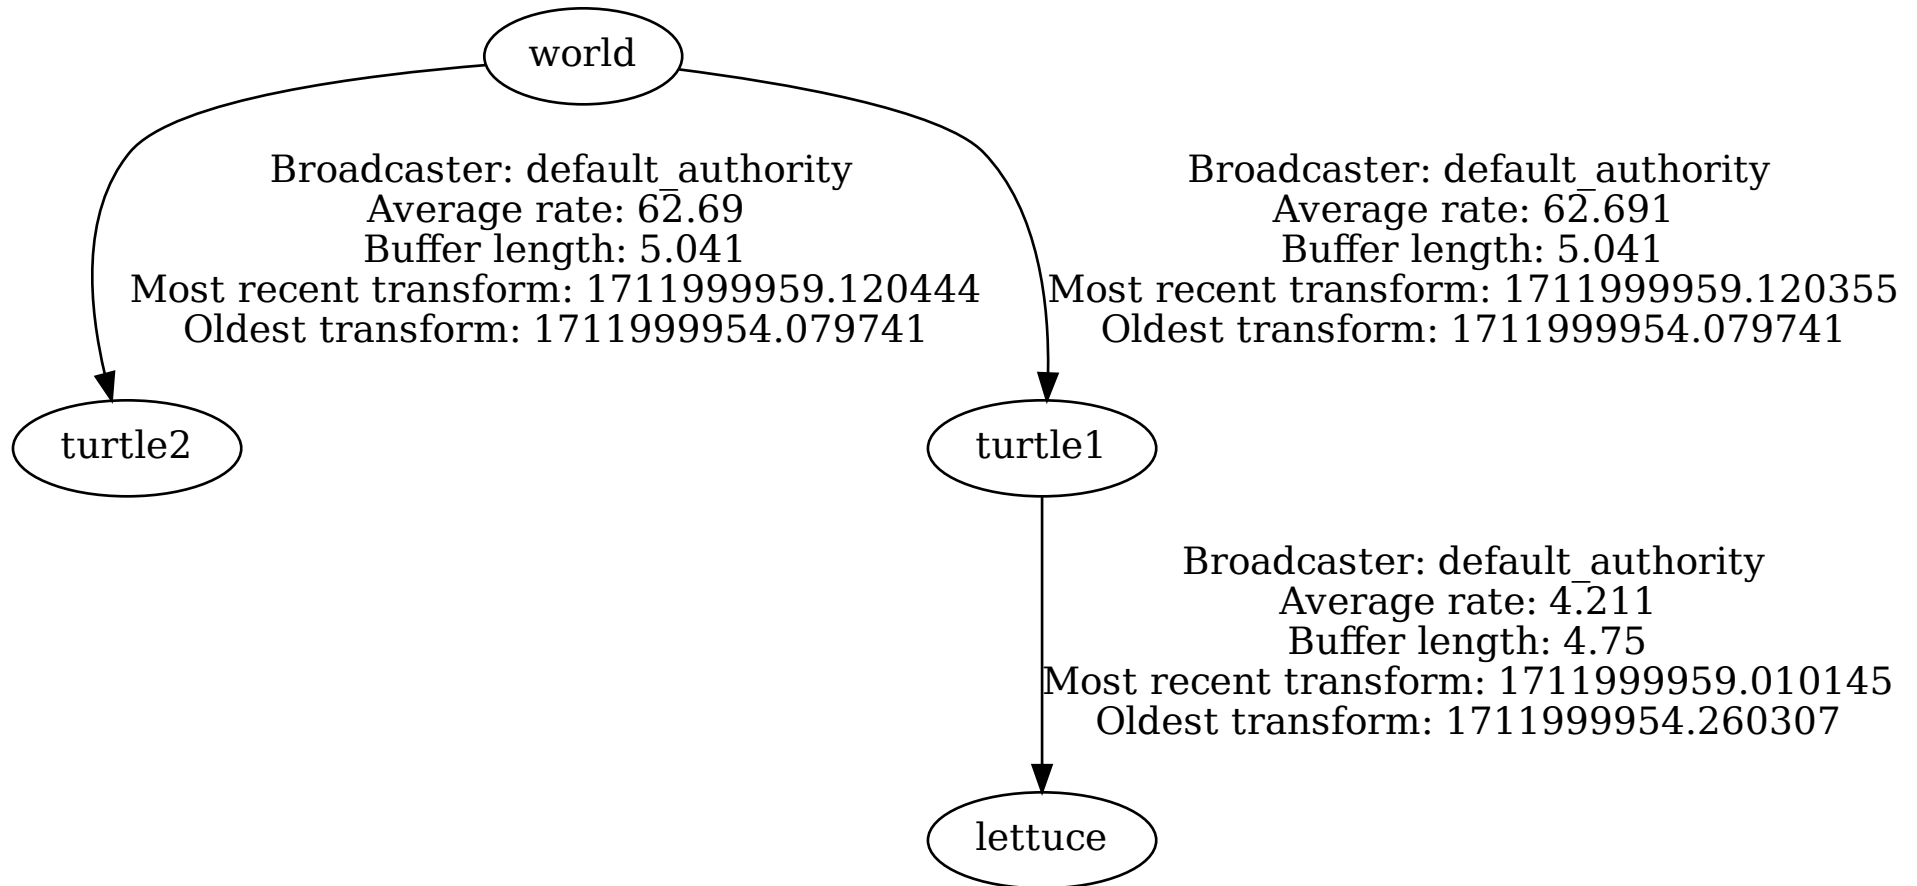 world
Broadcaster: default_authority
Average rate: 62.69
Buffer length: 5.041
Most recent transform: 1711999959.120444
Oldest transform: 1711999954.079741
Broadcaster: default_authority
Average rate: 62.691
Buffer length: 5.041
Most recent transform: 1711999959.120355
Oldest transform: 1711999954.079741
turtle2
turtle1
Broadcaster: default_authority
Average rate: 4.211
Buffer length: 4.75
Most recent transform: 1711999959.010145
Oldest transform: 1711999954.260307
lettuce